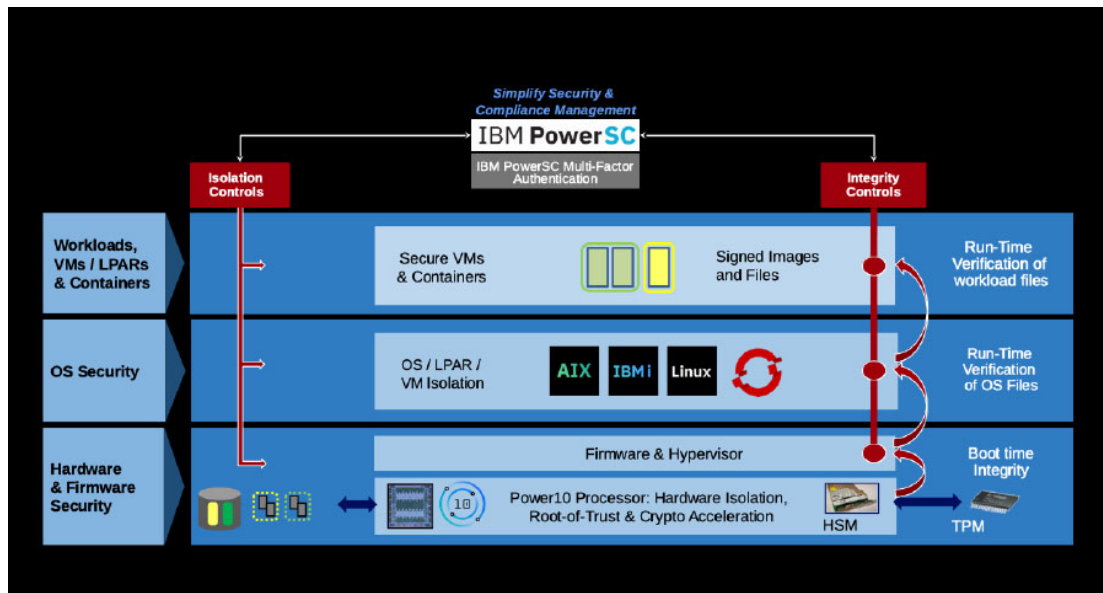 Simplify Security &
Compliance Management
IBM PowerSC
IBM PowerSC Multi-Factor
Authentication
Isolation
Controls
Integrity
Controls
Workloads,
VMs / LPARs
& Containers
Secure VMs
& Containers
Signed Images
and Files
Run-Time
Verification of
workload files
OS Security
OS / LPAR /
VM Isolation
AIX
IBM i
Linux
Run-Time
Verification
of OS Files
Hardware
& Firmware
Security
Firmware & Hypervisor
Boot time
Integrity
10
Power10 Processor: Hardware Isolation,
Root-of-Trust & Crypto Acceleration
HSM
TPM